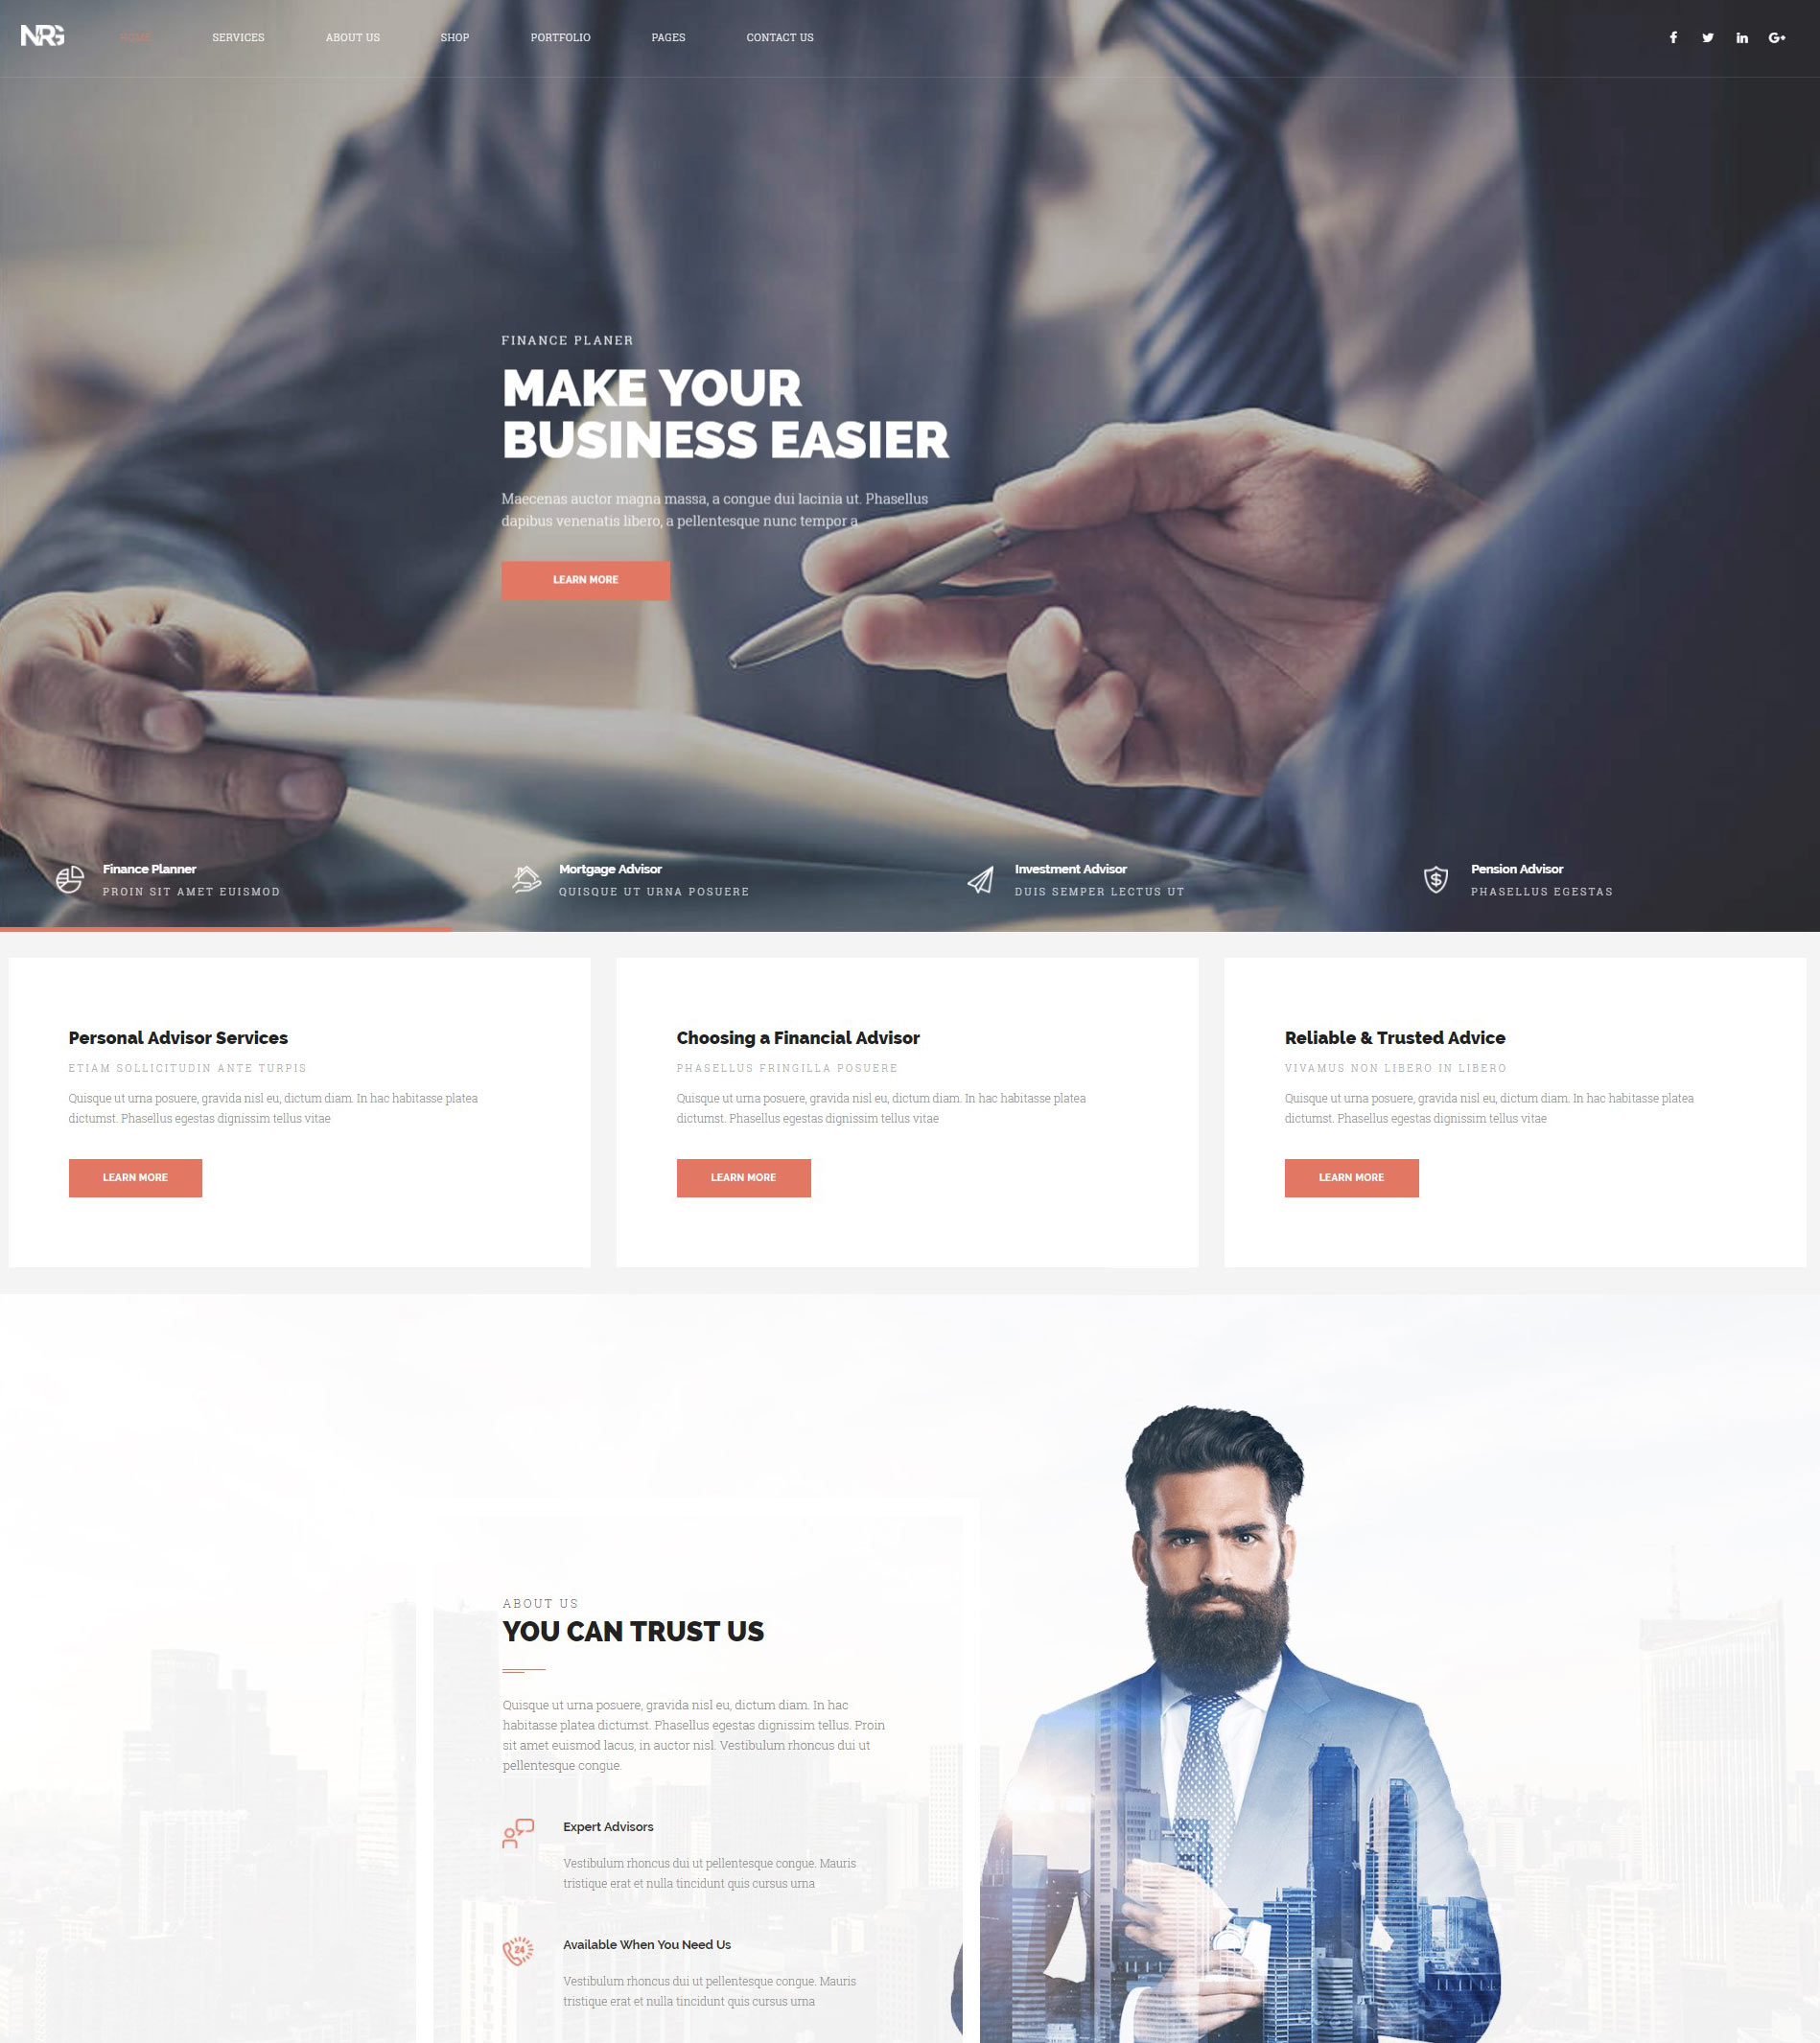 NRG
HOME SERVICES ABOUT US SHOP PORTFOLIO PAGES CONTACT US
FINANCE PLANER
MAKE YOUR
BUSINESS EASIER
Maecenas auctor magna massa, a congue dui lacinia ut. Phasellus
dapibus venenatis libero, a pellentesque nunc tempor a
LEARN MORE
Finance Planner
PROIN SIT AMET EUISMOD
Mortgage Advisor
QUISQUE UT URNA POSUERE
Investment Advisor
DUIS SEMPER LECTUS UT
Pension Advisor
PHASELLUS EGESTAS
Personal Advisor Services
ETIAM SOLLICITUDIN ANTE TURPIS
Quisque ut urna posuere, gravida nisl eu, dictum diam. In hac habitasse platea
dictumst. Phasellus egestas dignissim tellus vitae
LEARN MORE
Choosing a Financial Advisor
PHASELLUS FRINGILLA POSUERE
Quisque ut urna posuere, gravida nisl eu, dictum diam. In hac habitasse platea
dictumst. Phasellus egestas dignissim tellus vitae
LEARN MORE
Reliable & Trusted Advice
VIVAMUS NON LIBERO IN LIBERO
Quisque ut urna posuere, gravida nisl eu, dictum diam. In hac habitasse platea
dictumst. Phasellus egestas dignissim tellus vitae
LEARN MORE
ABOUT US
YOU CAN TRUST US
Quisque ut urna posuere, gravida nisl eu, dictum diam. In hac
habitasse platea dictumst. Phasellus egestas dignissim tellus. Proin
sit amet euismod lacus, in auctor nisl. Vestibulum rhoncus dui ut
pellentesque congue.
Expert Advisors
Vestibulum rhoncus dui ut pellentesque congue. Mauris
tristique erat et nulla tincidunt quis cursus urna
24
Available When You Need Us
Vestibulum rhoncus dui ut pellentesque congue. Mauris
tristique erat et nulla tincidunt quis cursus urna